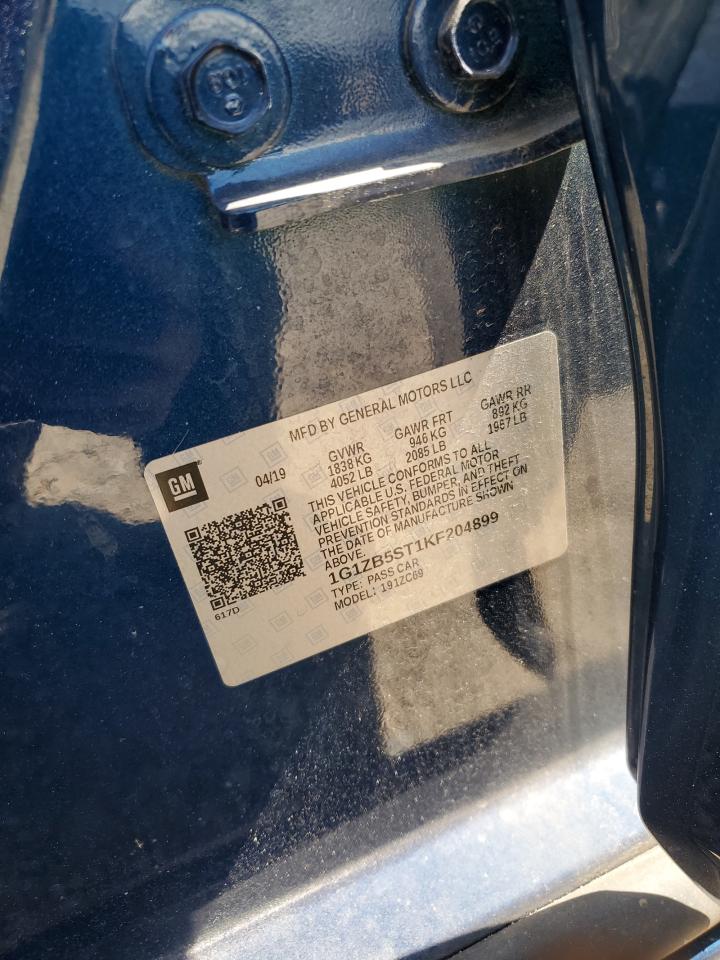 MFD BY GENERAL MOTORS LLC
GM
04/19
GVWR
1838 KG
4052 LB
GAWR FRT
946 KG
2085 LB
GAWR RR
892 KG
1967 LB
THIS VEHICLE CONFORMS TO ALL
APPLICABLE U.S. FEDERAL MOTOR
VEHICLE SAFETY, BUMPER, AND THEFT
PREVENTION STANDARDS IN EFFECT ON
THE DATE OF MANUFACTURE SHOWN
ABOVE.
1G1ZB5ST1KF204899
TYPE: PASS CAR
MODEL: 191ZC69
617D